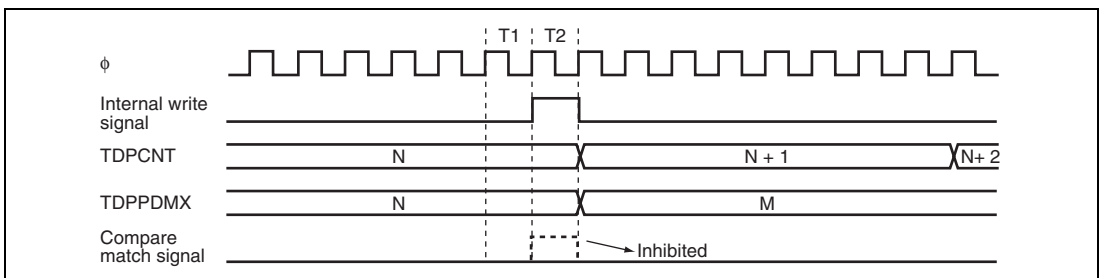 T1 T2
ϕ
Internal write
signal
TDPCNT N N + 1 N+ 2
TDPPDMX N M
Compare
match signal
Inhibited